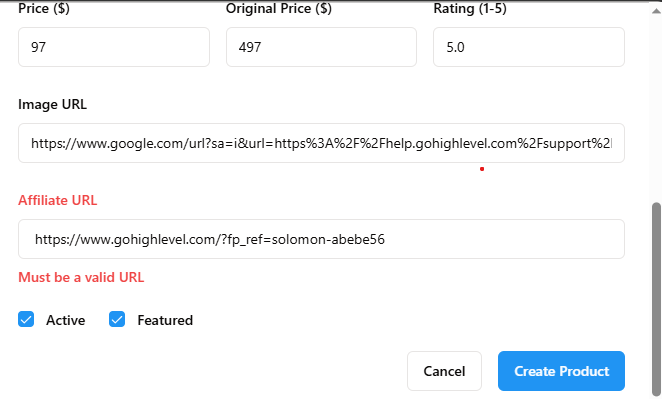 Price ($) Original Price ($) Rating (1-5)
97 497 5.0
Image URL
https://www.google.com/url?sa=i&url=https%3A%2F%2Fhelp.gohighlevel.com%2Fsupport%2
Affiliate URL
https://www.gohighlevel.com/?fp_ref=solomon-abebe56
Must be a valid URL
Active Featured
Cancel Create Product